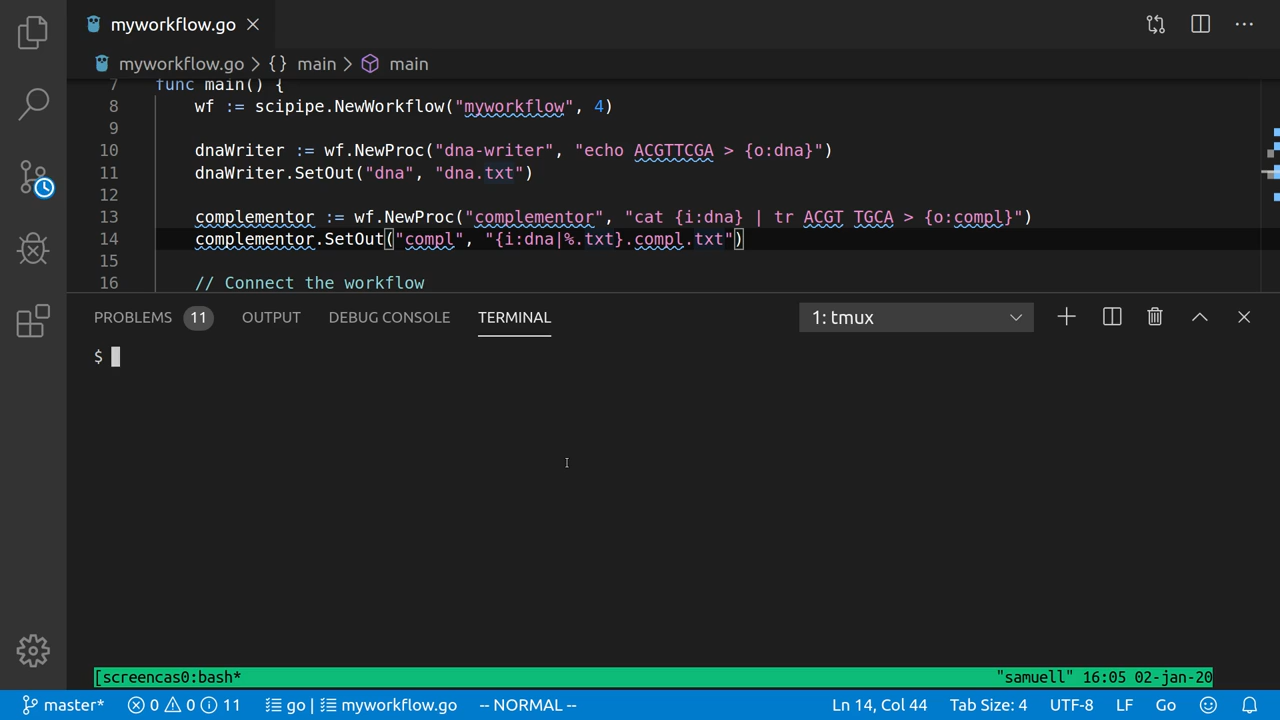 myworkflow.go
myworkflow.go > {} main > main
7 func main() {
8 wf := scipipe.NewWorkflow("myworkflow", 4)
9
10 dnaWriter := wf.NewProc("dna-writer", "echo ACGTTCGA > {o:dna}")
11 dnaWriter.SetOut("dna", "dna.txt")
12
13 complementor := wf.NewProc("complementor", "cat {i:dna} | tr ACGT TGCA > {o:compl}")
14 complementor.SetOut("compl", "{i:dna|%.txt}.compl.txt")
15
16 // Connect the workflow
PROBLEMS 11 OUTPUT DEBUG CONSOLE TERMINAL 1: tmux
$
[screencas0:bash* "samuell" 16:05 02-jan-20
master* 0 0 11 go | myworkflow.go -- NORMAL -- Ln 14, Col 44 Tab Size: 4 UTF-8 LF Go